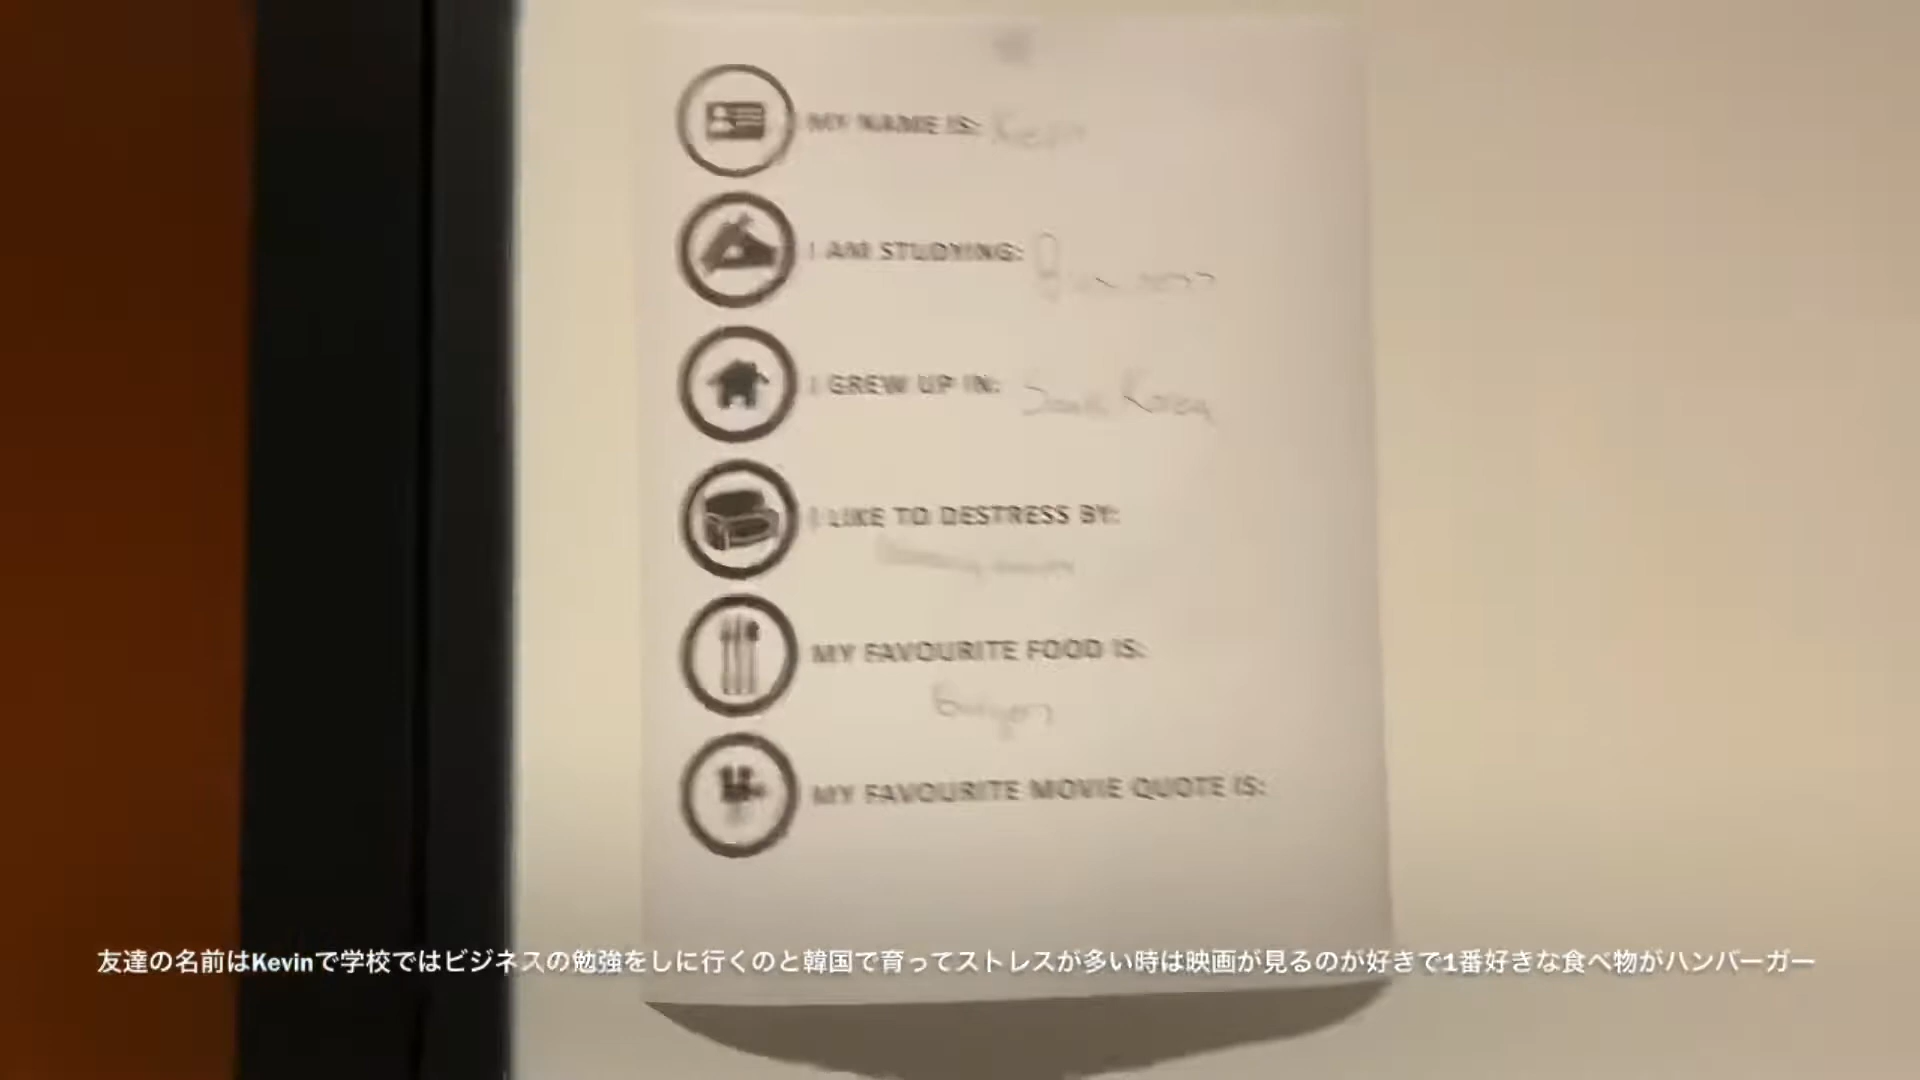 MY NAME IS: Kevin
I AM STUDYING: Business
I GREW UP IN: South Korea
I LIKE TO DESTRESS BY:
MY FAVOURITE FOOD IS:
Burgers
MY FAVOURITE MOVIE QUOTE IS:
友達の名前はKevinで学校ではビジネスの勉強をしに行くのと韓国で育ってストレスが多い時は映画が見るのが好きで1番好きな食べ物がハンバーガー